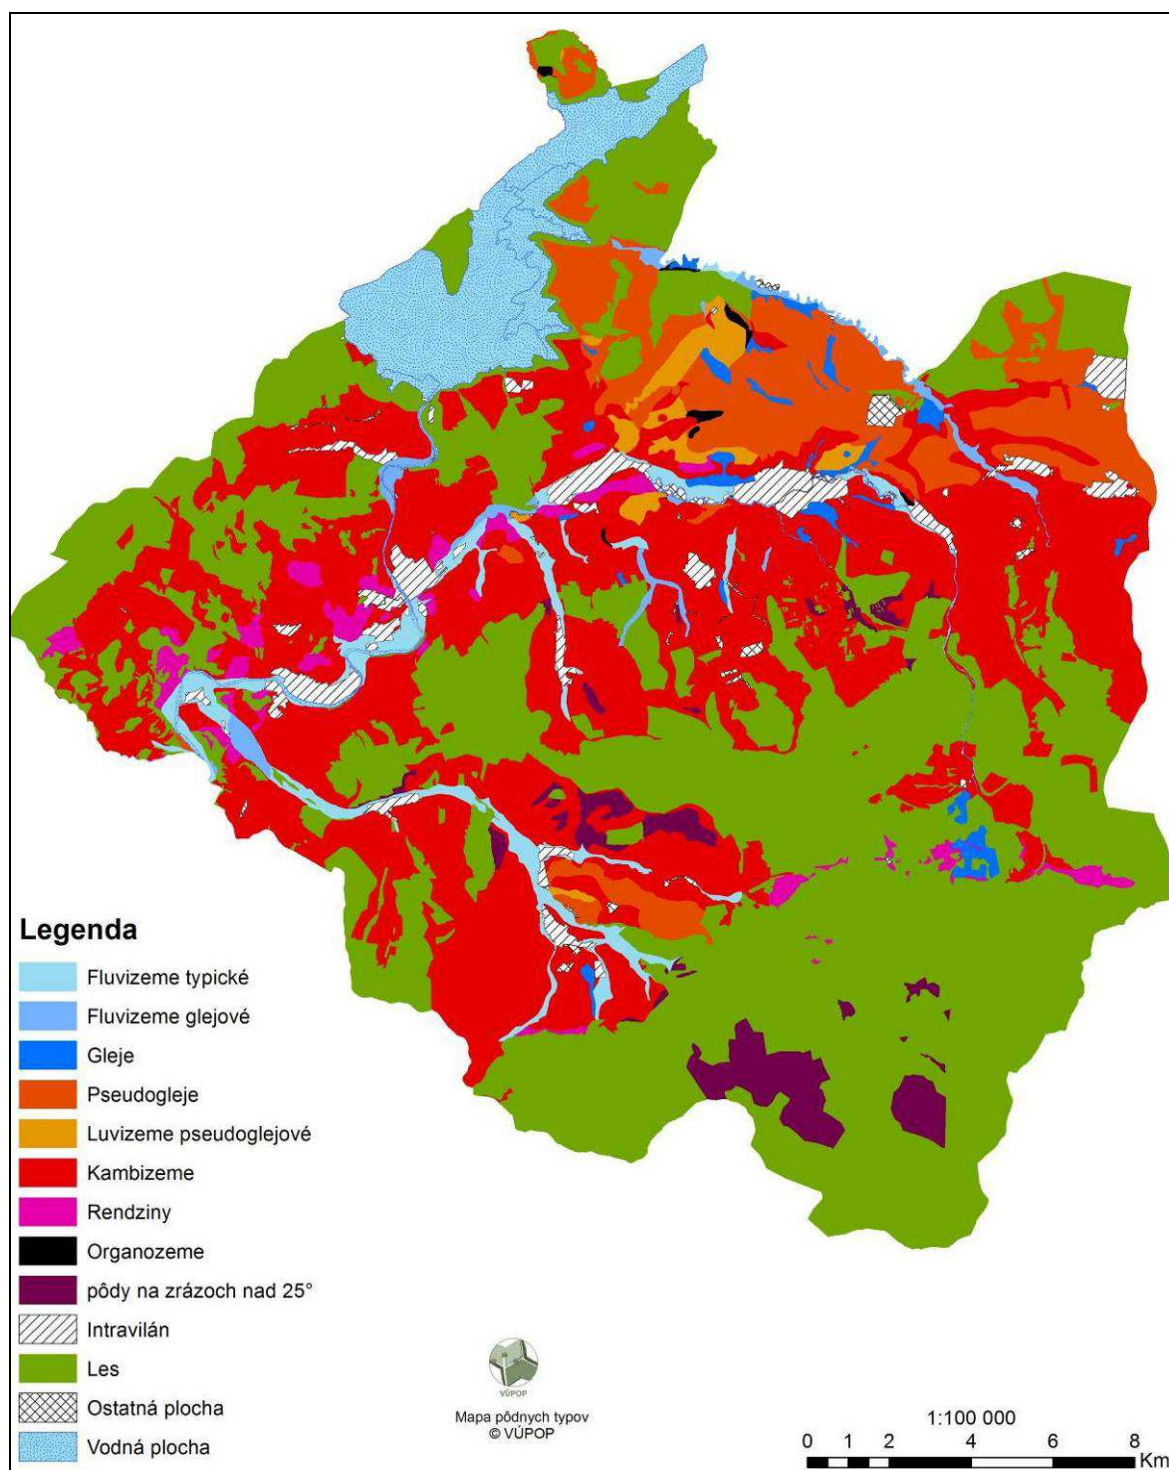 Legenda
Fluvizeme typické
Fluvizeme glejové
Gleje
Pseudogleje
Luvizeme pseudoglejové
Kambizeme
Rendziny
Organozeme
pôdy na zrázoch nad 25°
Intravilán
Les
Ostatná plocha
Vodná plocha
VÚPOP
Mapa pôdnych typov
© VÚPOP
1:100 000
0 1 2 4 6 8
Km